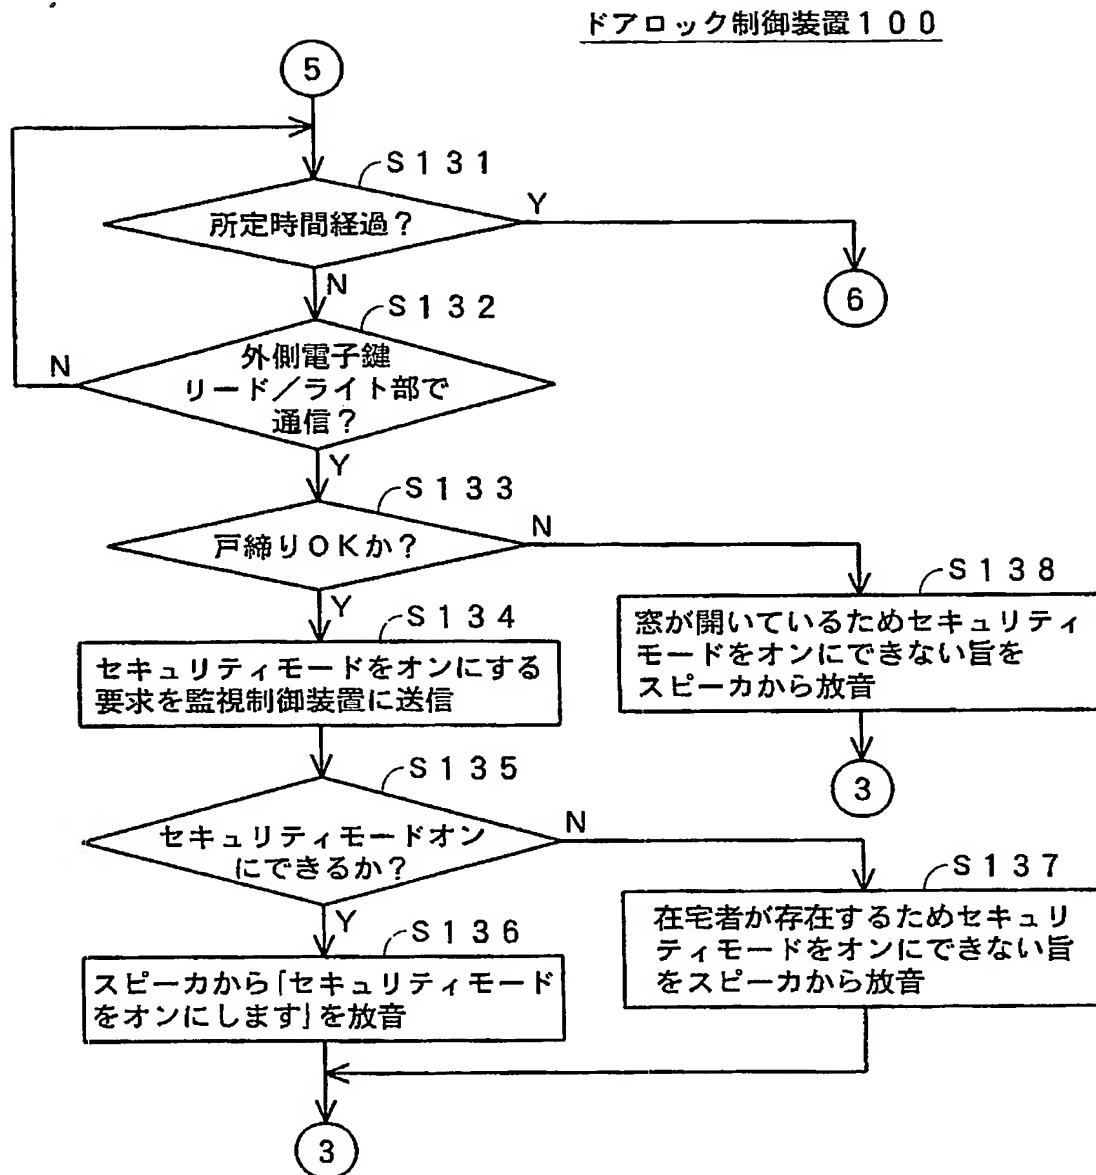 ドアロック制御装置１００
5
S131
所定時間経過？
Y
N
6
S132
外側電子鍵
リード／ライト部で
通信？
N
Y
S133
戸締りOKか？
N
Y
S138
窓が開いているためセキュリティ
モードをオンにできない旨を
スピーカから放音
3
S134
セキュリティモードをオンにする
要求を監視制御装置に送信
S135
セキュリティモードオン
にできるか？
N
Y
S137
在宅者が存在するためセキュリ
ティモードをオンにできない旨
をスピーカから放音
S136
スピーカから「セキュリティモード
をオンにします」を放音
3